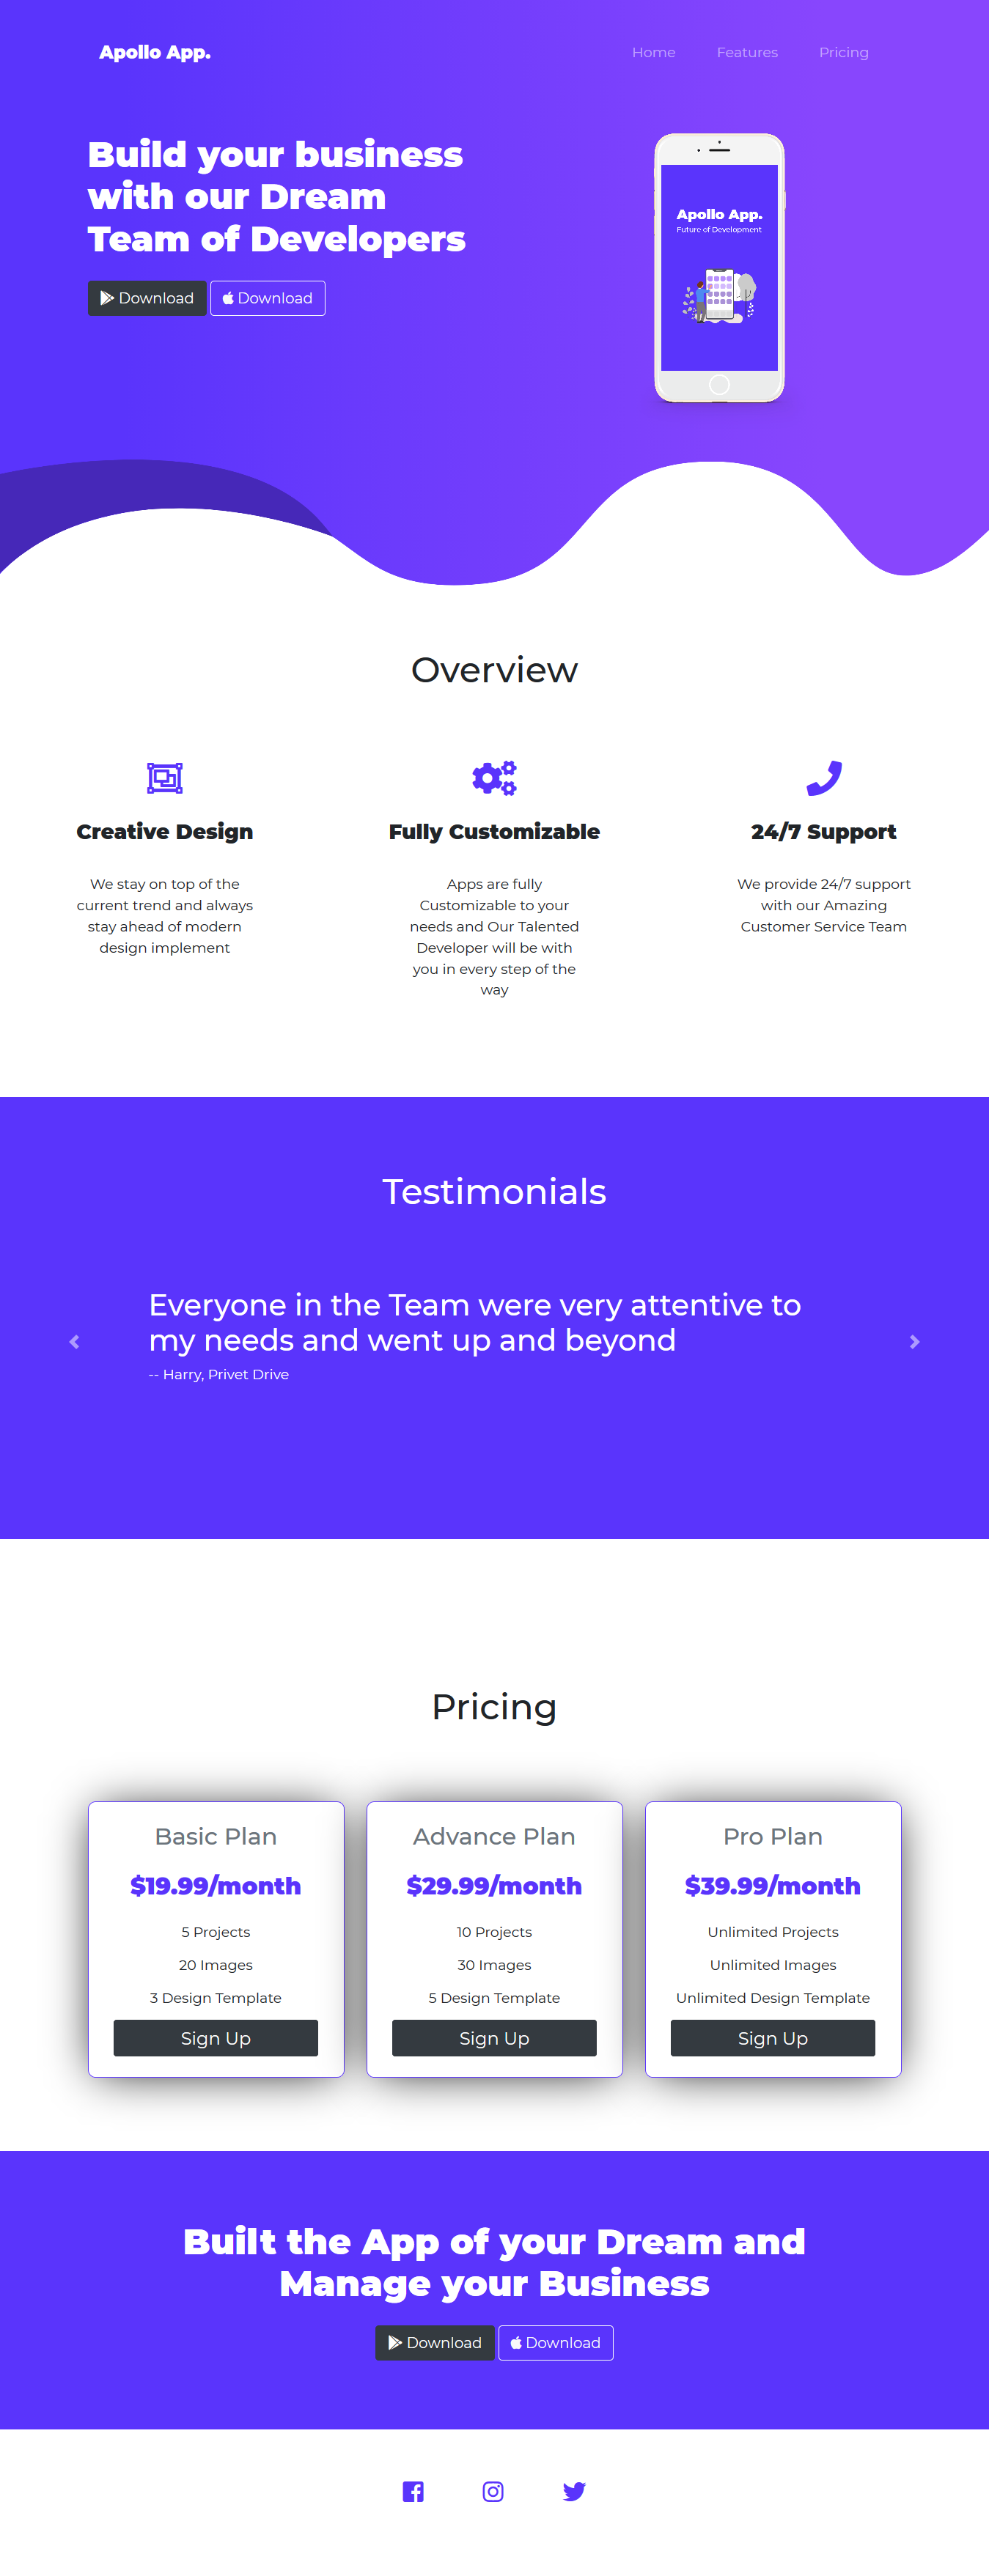 Apollo App.
Home Features Pricing
Build your business
with our Dream
Team of Developers
Download Download
Apollo App.
Future of Development
Overview
Creative Design
We stay on top of the
current trend and always
stay ahead of modern
design implement
Fully Customizable
Apps are fully
Customizable to your
needs and Our Talented
Developer will be with
you in every step of the
way
24/7 Support
We provide 24/7 support
with our Amazing
Customer Service Team
Testimonials
Everyone in the Team were very attentive to
my needs and went up and beyond
-- Harry, Privet Drive
Pricing
Basic Plan
$19.99/month
5 Projects
20 Images
3 Design Template
Sign Up
Advance Plan
$29.99/month
10 Projects
30 Images
5 Design Template
Sign Up
Pro Plan
$39.99/month
Unlimited Projects
Unlimited Images
Unlimited Design Template
Sign Up
Built the App of your Dream and
Manage your Business
Download Download